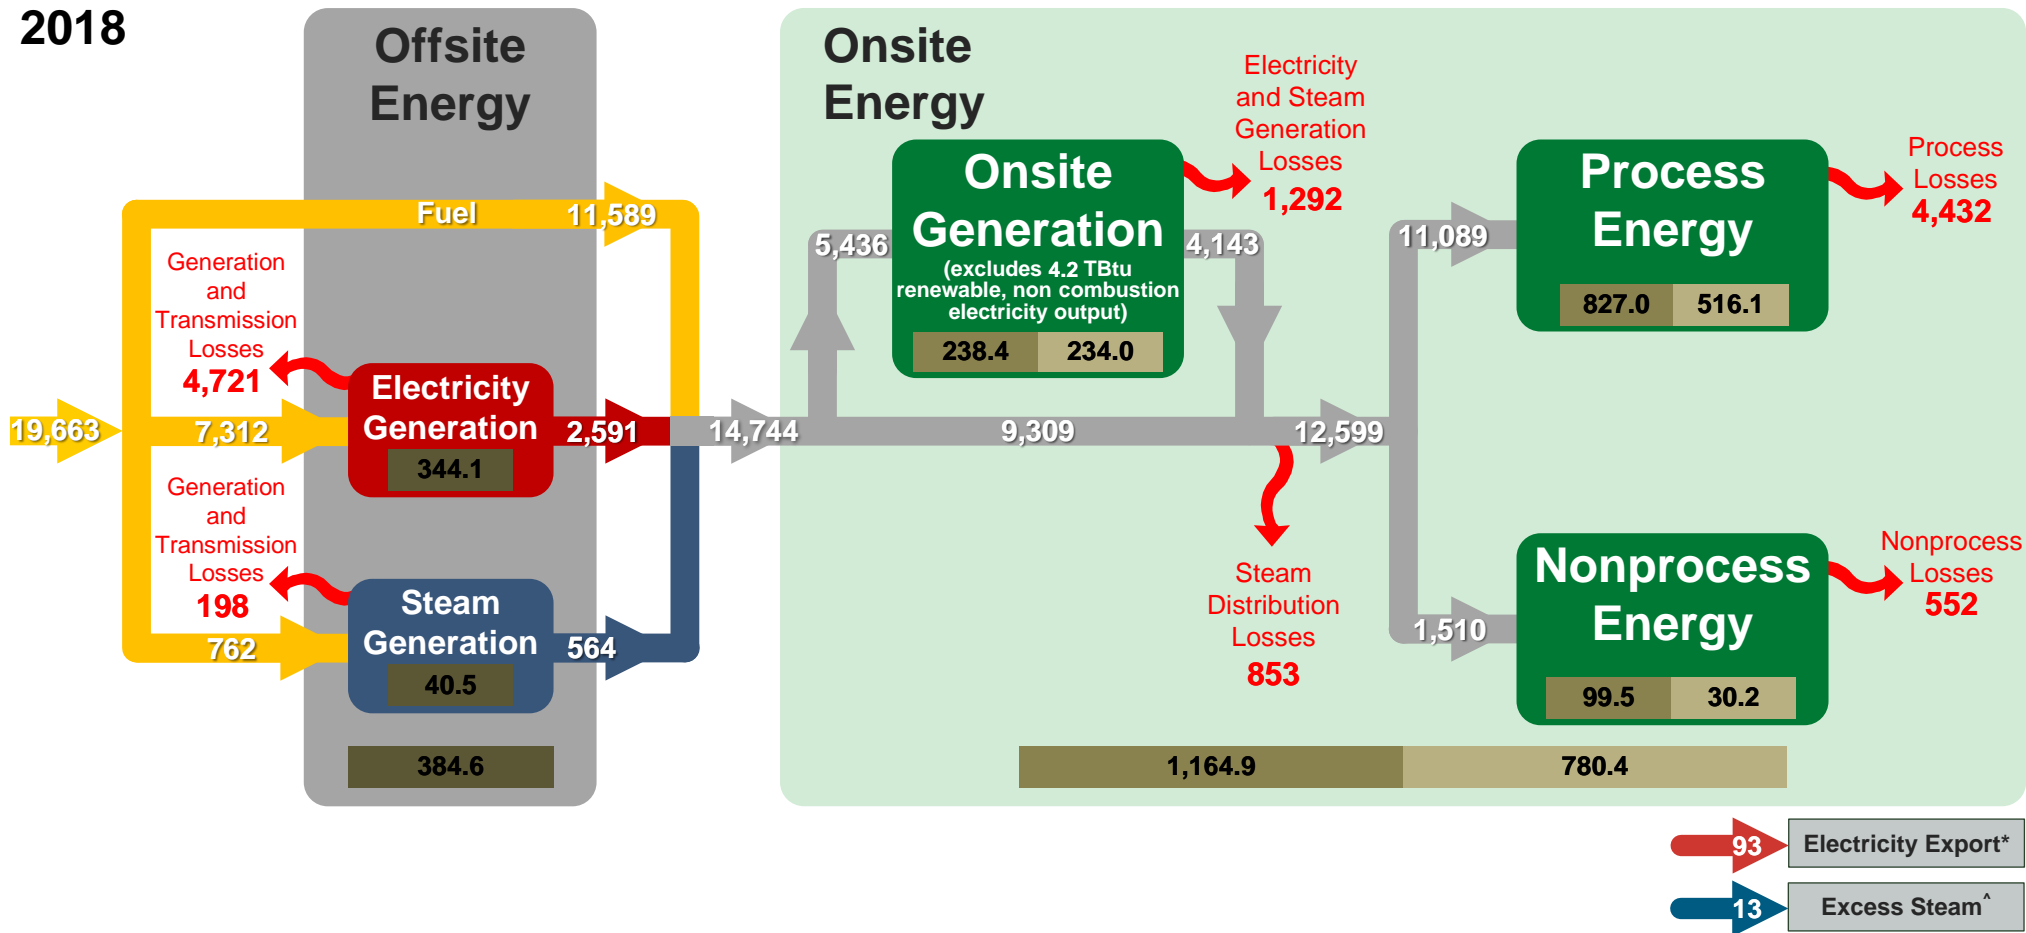 2018
Offsite
Energy
Onsite
Energy
Electricity
and Steam
Generation
Losses
1,292
Onsite
Generation
(excludes 4.2 TBtu
renewable, non combustion
electricity output)
238.4 234.0
Process
Energy
827.0 516.1
Process
Losses
4,432
Fuel 11,589
5,436
4,143
11,089
Generation
and
Transmission
Losses
4,721
Electricity
Generation
344.1
19,663
7,312
2,591
14,744
9,309
12,599
Generation
and
Transmission
Losses
198
Steam
Generation
40.5
762
564
Steam
Distribution
Losses
853
1,510
Nonprocess
Energy
99.5 30.2
Nonprocess
Losses
552
384.6
1,164.9 780.4
93 Electricity Export*
13 Excess Steam^